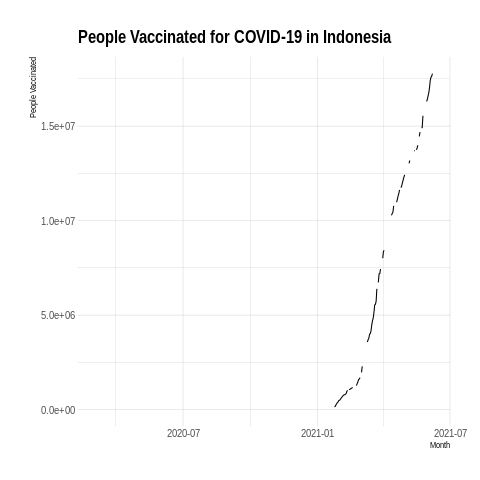 People Vaccinated for COVID-19 in Indonesia
People Vaccinated
1.5e+07
1.0e+07
5.0e+06
0.0e+00
2020-07
2021-01
2021-07
Month